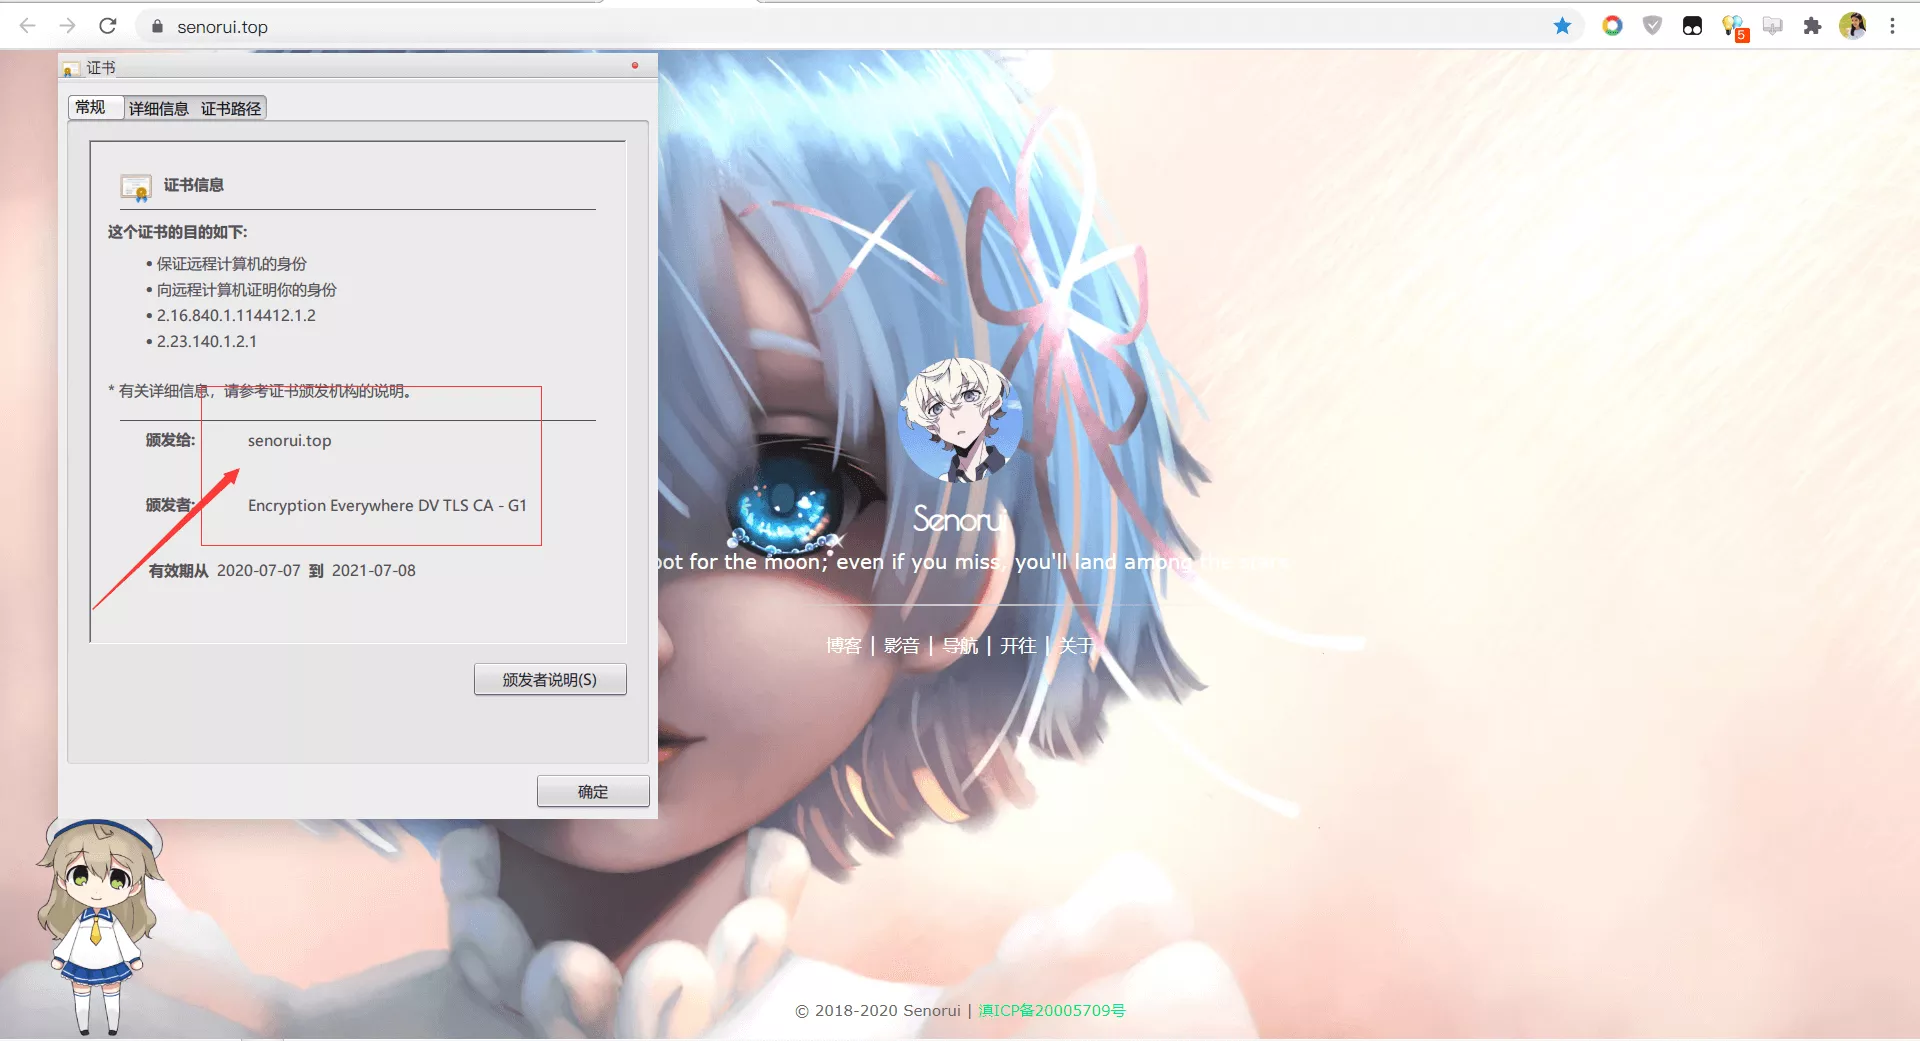 senorui.top
5
证书
常规 详细信息 证书路径
证书信息
这个证书的目的如下:
• 保证远程计算机的身份
• 向远程计算机证明你的身份
• 2.16.840.1.114412.1.2
• 2.23.140.1.2.1
* 有关详细信息，请参考证书颁发机构的说明。
颁发给: senorui.top
颁发者: Encryption Everywhere DV TLS CA - G1
有效期从 2020-07-07 到 2021-07-08
颁发者说明(S)
确定
Senorui
oot for the moon; even if you miss, you'll land among the stars.
博客 | 影音 | 导航 | 开往 | 关于
© 2018-2020 Senorui | 滇ICP备20005709号